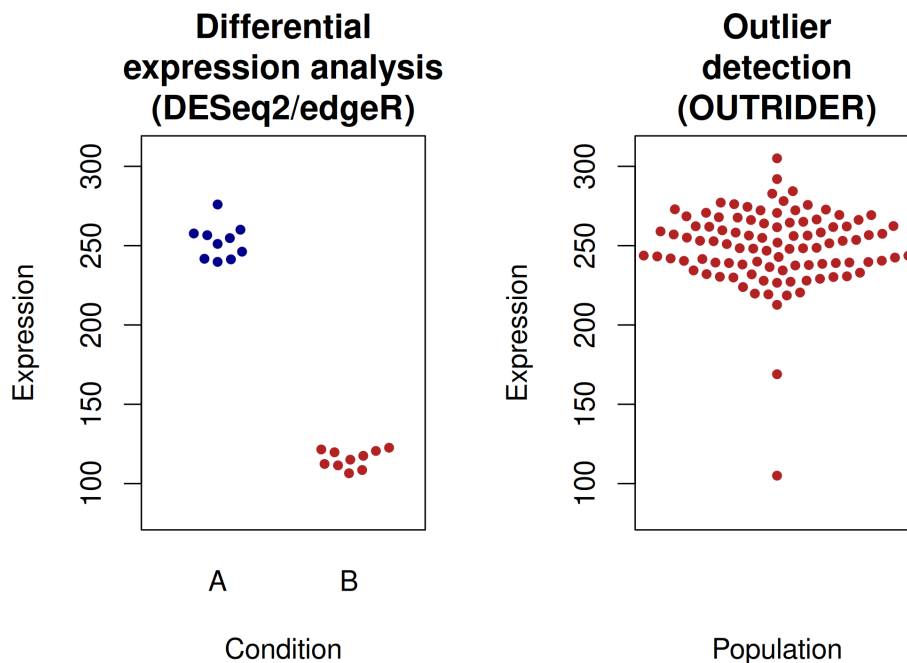 Differential
expression analysis
(DESeq2/edgeR)
Expression
300
250
200
150
100
A
B
Condition
Outlier
detection
(OUTRIDER)
Expression
300
250
200
150
100
Population